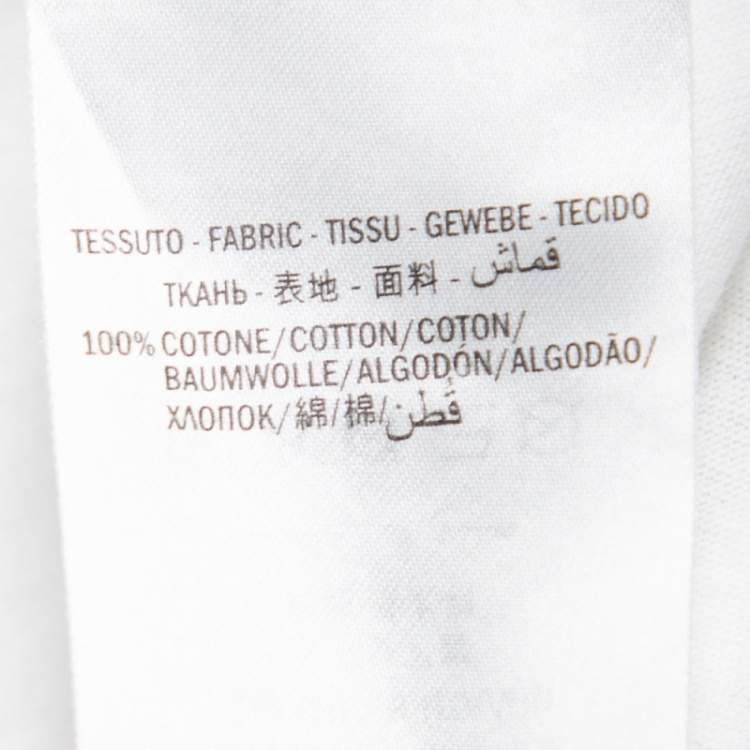 TESSUTO - FABRIC - TISSU - GEWEBE - TECIDO
ТКАНЬ - 表地 - 面料 - قماش
100% COTONE/COTTON/COTON/
BAUMWOLLE/ALGODÓN/ALGODÃO/
ХЛОПОК/綿/棉/قُطن